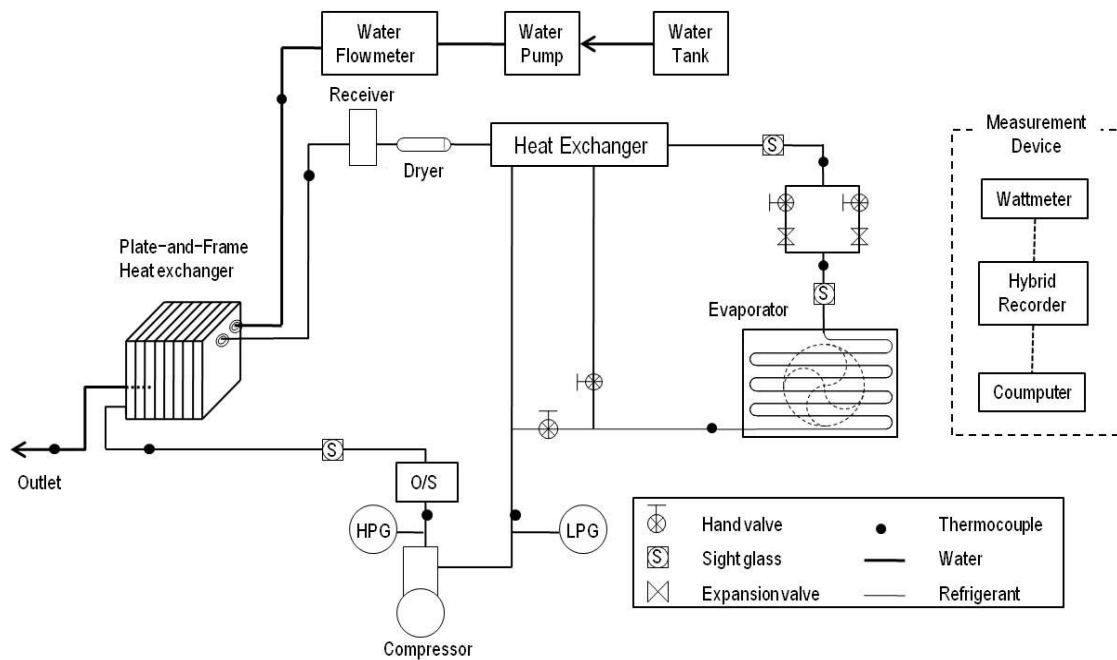 Water
Flowmeter
Water
Pump
Water
Tank
Receiver
Dryer
Heat Exchanger
S
Measurement
Device
Wattmeter
Hybrid
Recorder
Coumputer
Plate-and-Frame
Heat exchanger
S
Evaporator
Outlet
S
O/S
HPG
LPG
Compressor
Hand valve
Thermocouple
S
Sight glass
Water
Expansion valve
Refrigerant